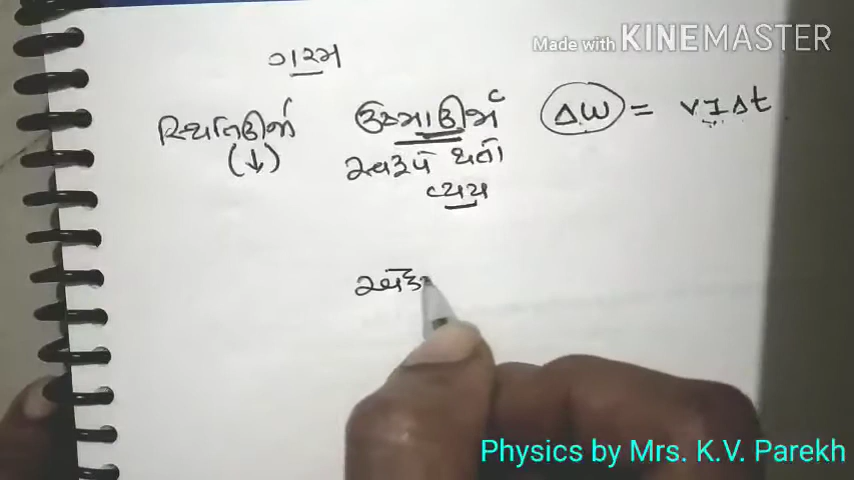 ગરમ
Made with KINEMASTER
સ્થિતિઊર્જા ઉષ્માઊર્જા ΔW = VIΔt
(↓) સ્વરૂપે થતો
વ્યય
Physics by Mrs. K.V. Parekh